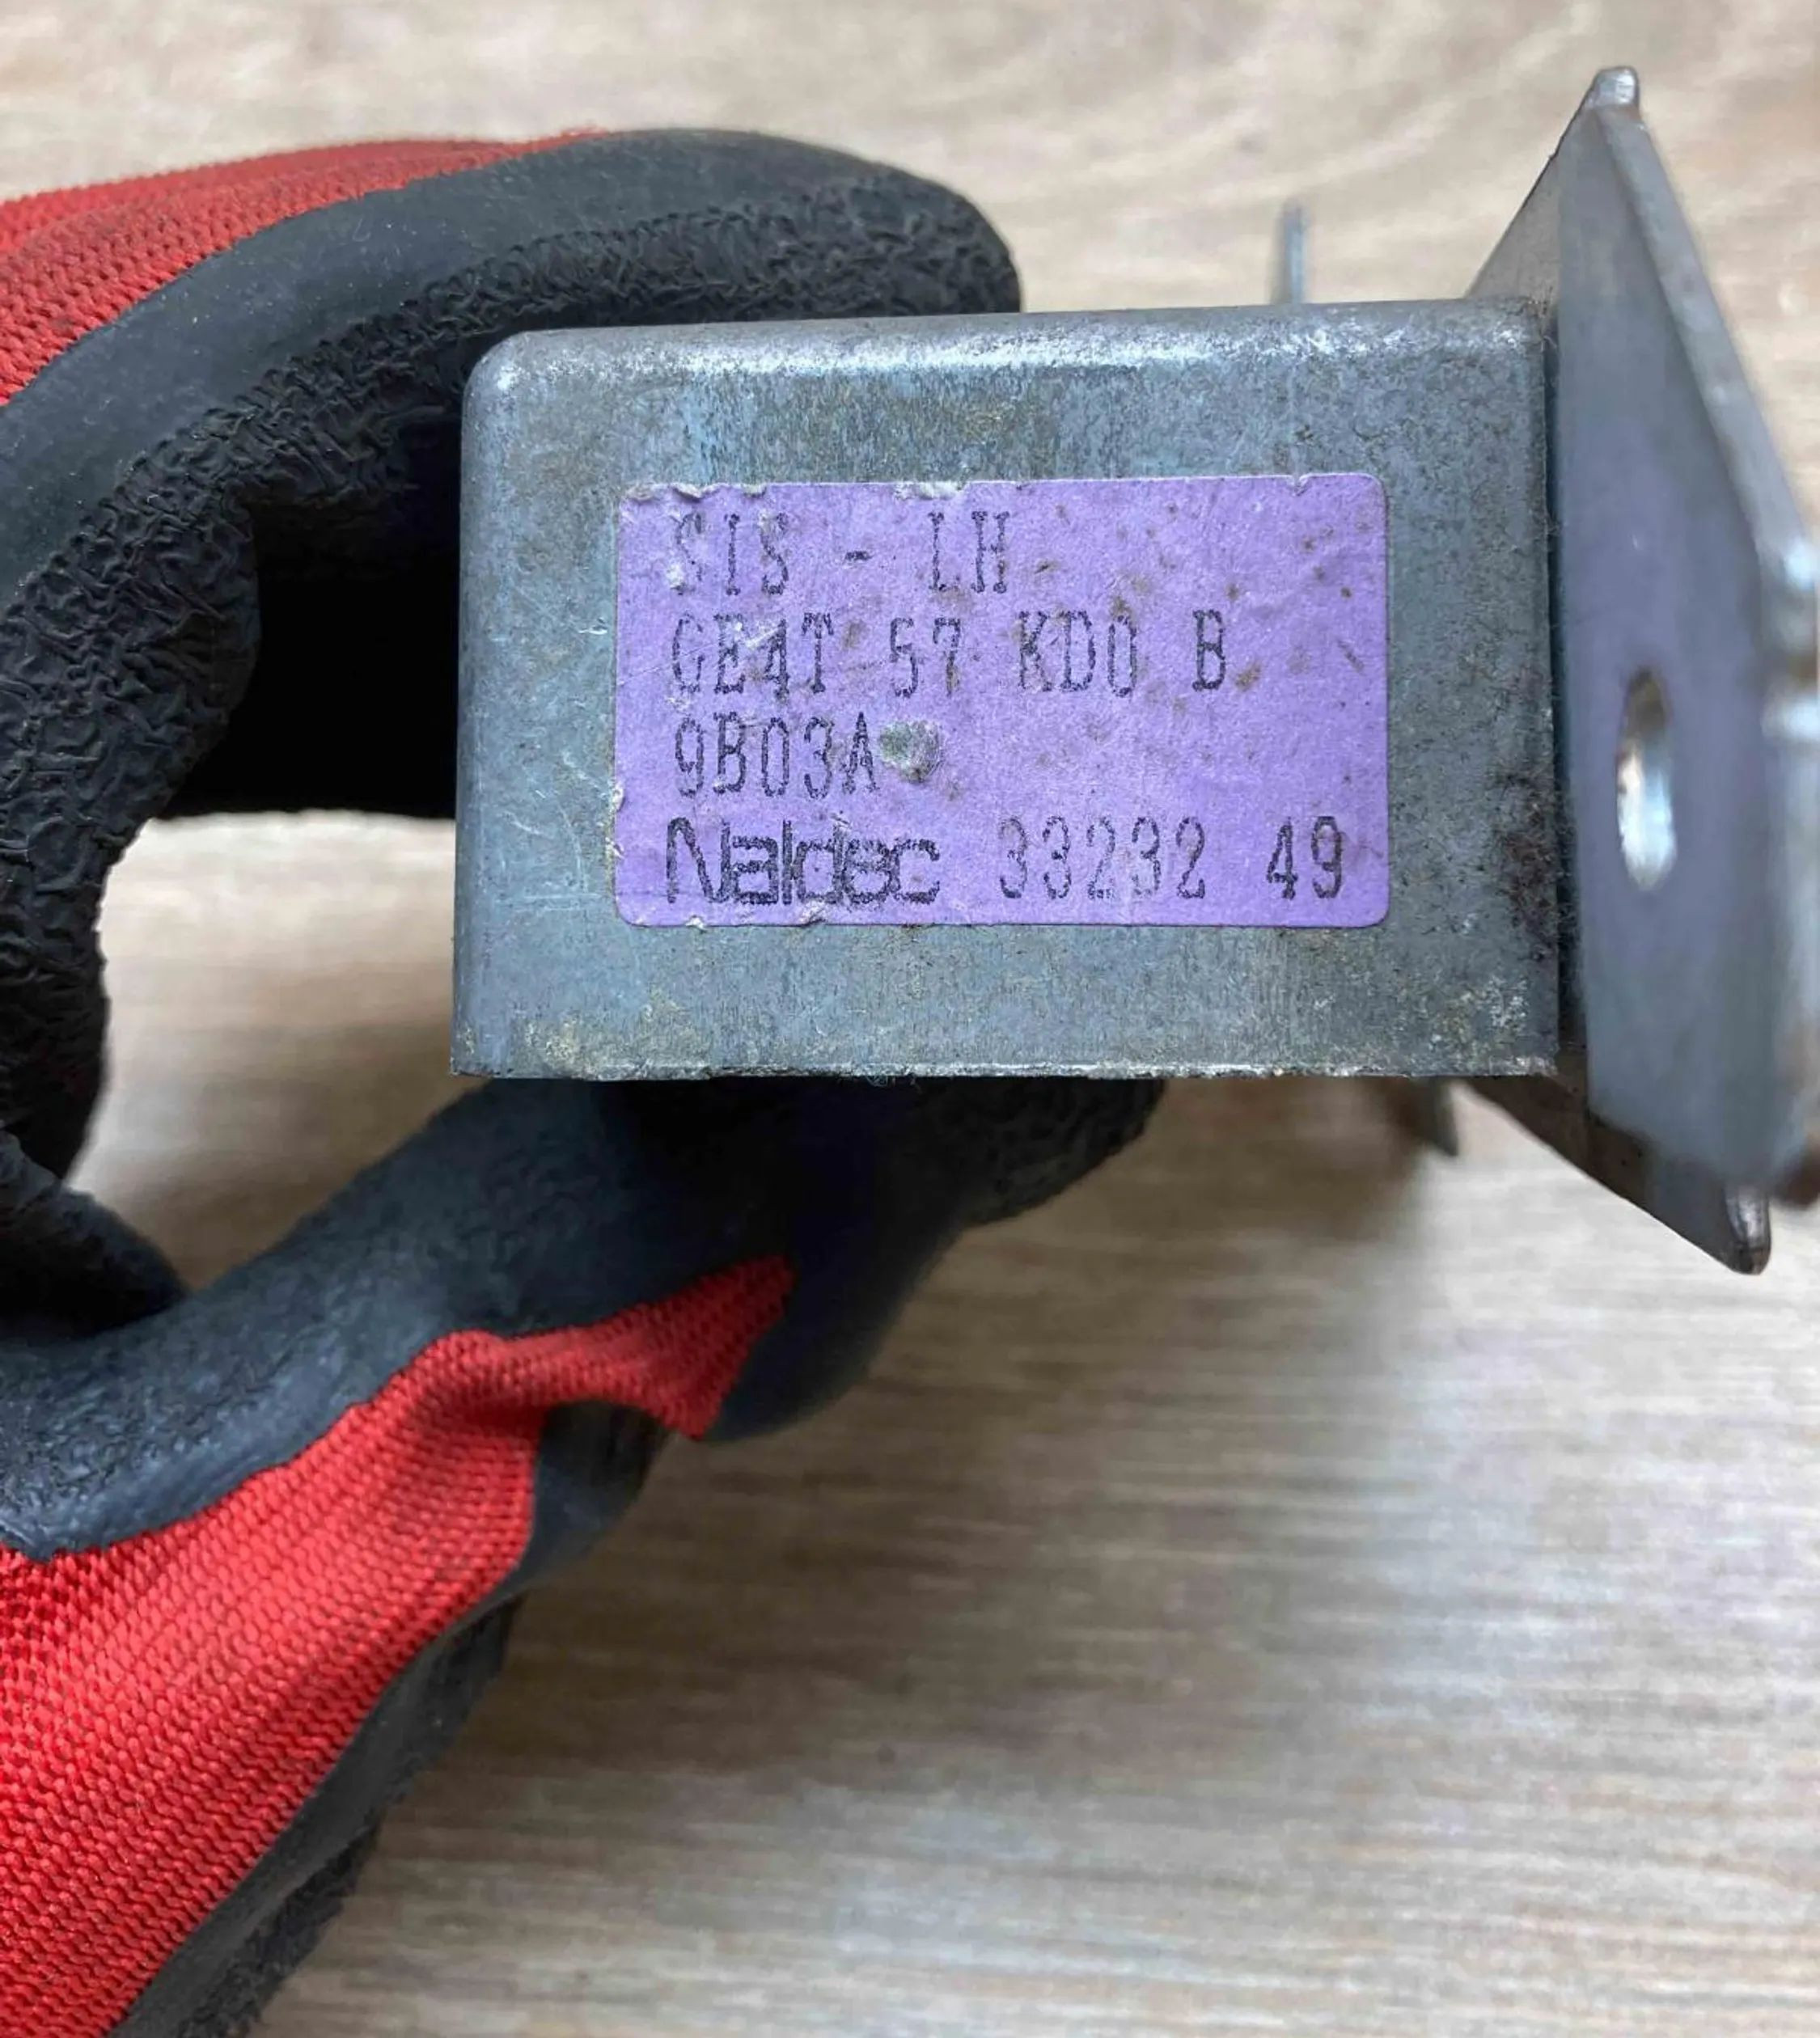 SIS - LH
GE4T 57 KD0 B
9B03A
Naldec 33232 49